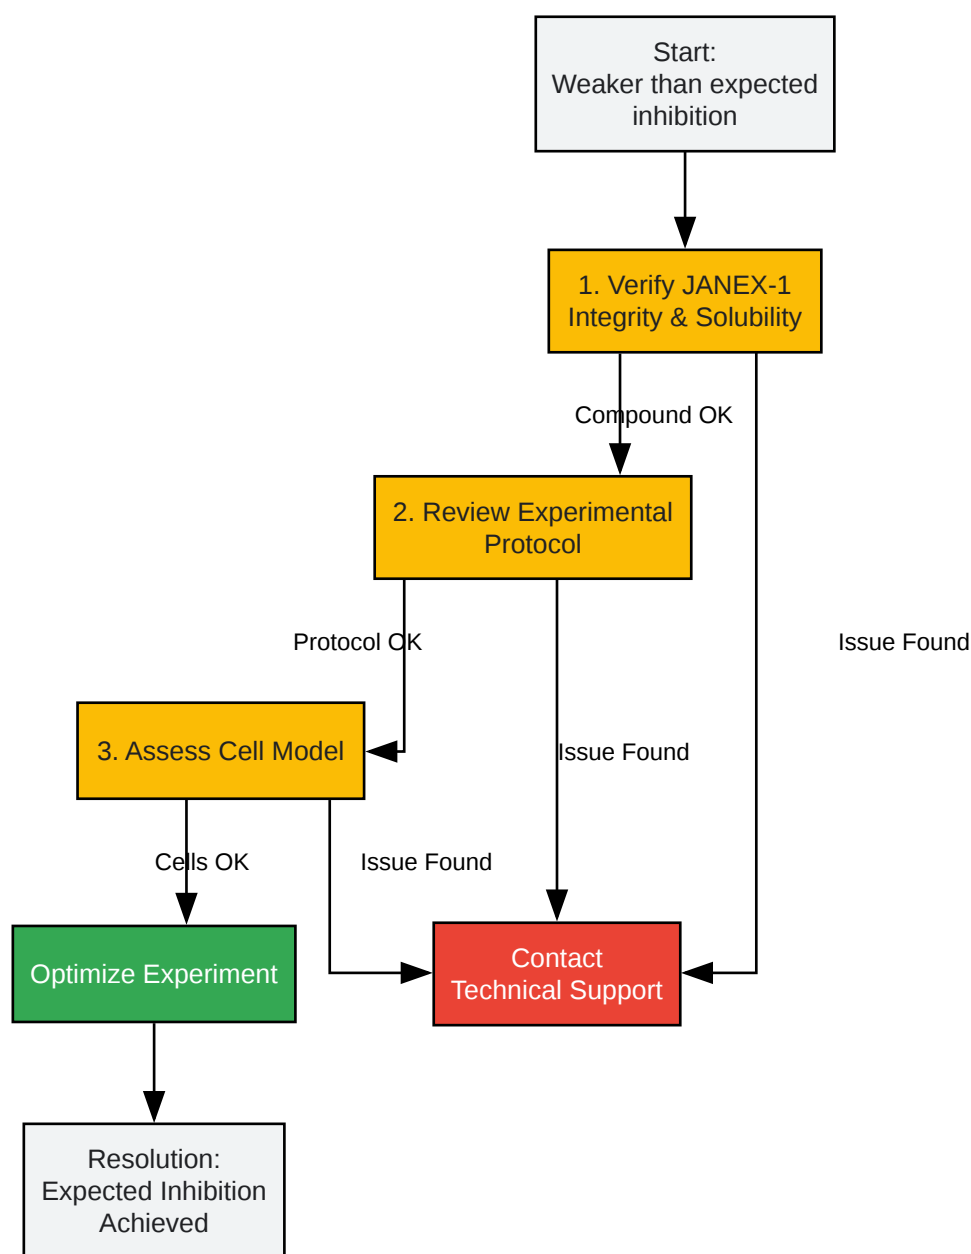 Start:
Weaker than expected
inhibition
1. Verify JANEX-1
Integrity & Solubility
Compound OK
2. Review Experimental
Protocol
Protocol OK
Issue Found
3. Assess Cell Model
Issue Found
Cells OK
Issue Found
Optimize Experiment
Contact
Technical Support
Resolution:
Expected Inhibition
Achieved